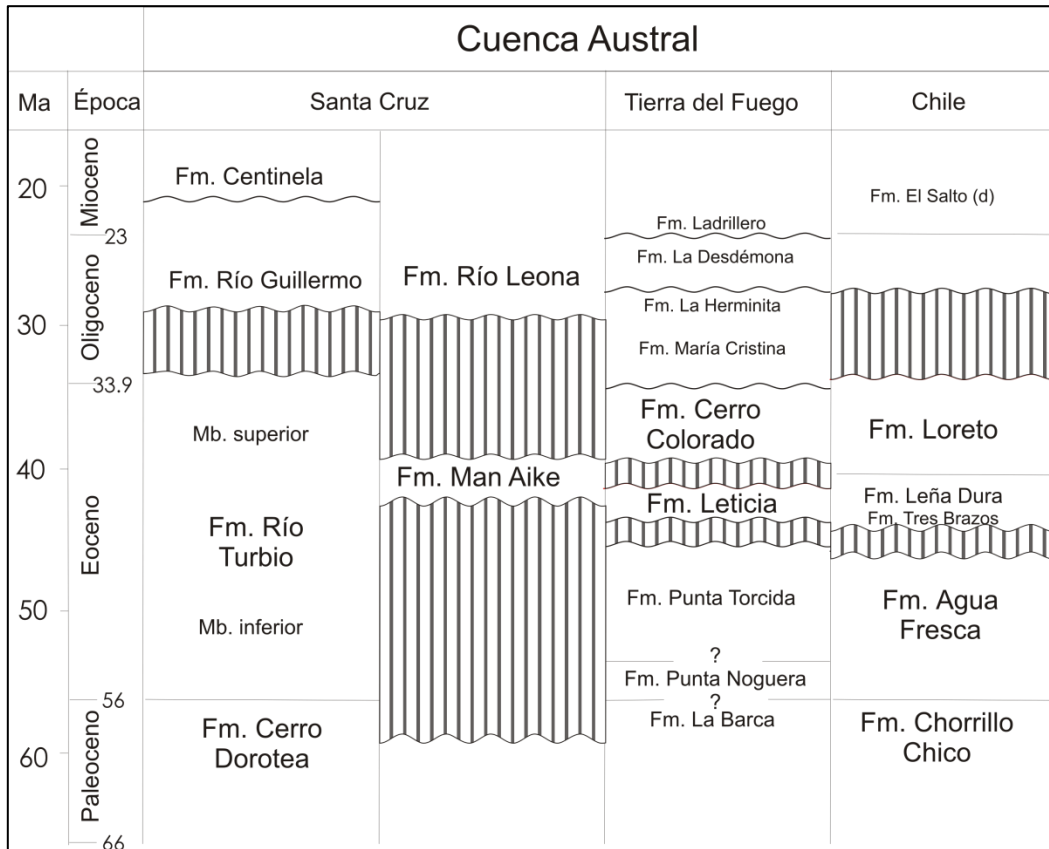 Cuenca Austral
Ma
Época
Santa Cruz
Tierra del Fuego
Chile
20
30
40
50
60
Mioceno
23
Oligoceno
33.9
Eoceno
56
Paleoceno
66
Fm. Centinela
Fm. Río Guillermo
Mb. superior
Fm. Río
Turbio
Mb. inferior
Fm. Cerro
Dorotea
Fm. Río Leona
Fm. Man Aike
Fm. Ladrillero
Fm. La Desdémona
Fm. La Herminita
Fm. María Cristina
Fm. Cerro
Colorado
Fm. Leticia
Fm. Punta Torcida
?
Fm. Punta Noguera
?
Fm. La Barca
Fm. El Salto (d)
Fm. Loreto
Fm. Leña Dura
Fm. Tres Brazos
Fm. Agua
Fresca
Fm. Chorrillo
Chico